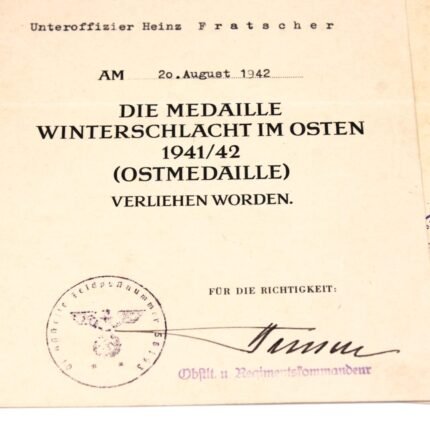 Unteroffizier Heinz Fratscher
AM 20. August 1942
DIE MEDAILLE
WINTERSCHLACHT IM OSTEN
1941/42
(OSTMEDAILLE)
VERLIEHEN WORDEN.
FÜR DIE RICHTIGKEIT:
Obstlt. u. Regimentskommandeur